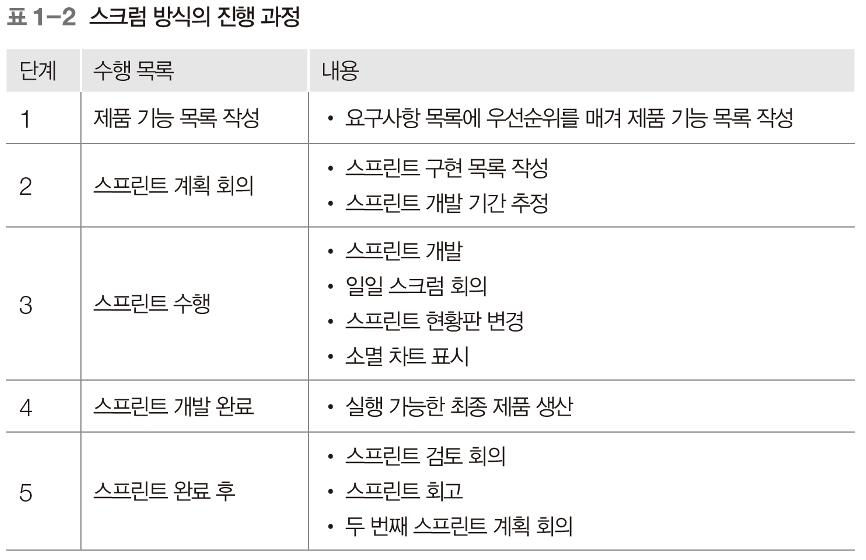 표 1-2 스크럼 방식의 진행 과정
단계 수행 목록 내용
1 제품 기능 목록 작성 • 요구사항 목록에 우선순위를 매겨 제품 기능 목록 작성
2 스프린트 계획 회의 • 스프린트 구현 목록 작성
• 스프린트 개발 기간 추정
3 스프린트 수행 • 스프린트 개발
• 일일 스크럼 회의
• 스프린트 현황판 변경
• 소멸 차트 표시
4 스프린트 개발 완료 • 실행 가능한 최종 제품 생산
5 스프린트 완료 후 • 스프린트 검토 회의
• 스프린트 회고
• 두 번째 스프린트 계획 회의